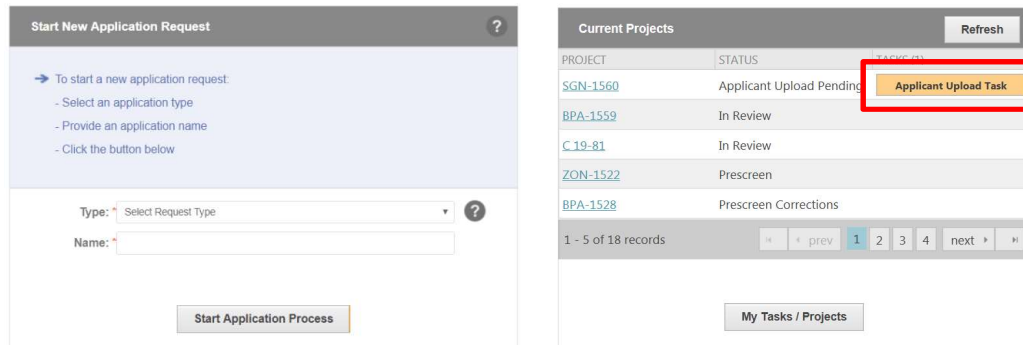 Start New Application Request
?
To start a new application request:
- Select an application type
- Provide an application name
- Click the button below
Type: * Select Request Type
?
Name: *
Start Application Process
Current Projects
Refresh
PROJECT STATUS TASKS (1)
SGN-1560 Applicant Upload Pending Applicant Upload Task
BPA-1559 In Review
C 19-81 In Review
ZON-1522 Prescreen
BPA-1528 Prescreen Corrections
1 - 5 of 18 records prev 1 2 3 4 next
My Tasks / Projects